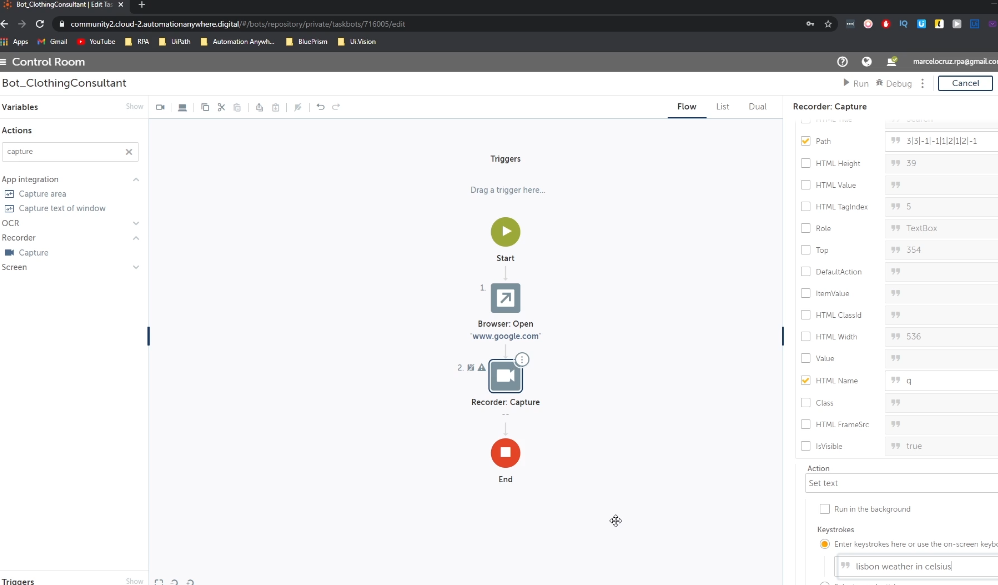 Bot_ClothingConsultant | Edit Tas
community2.cloud-2.automationanywhere.digital/#/bots/repository/private/taskbots/716005/edit
Apps Gmail YouTube RPA UiPath Automation Anywh... BluePrism Ui.Vision
Control Room
marcelocruz.rpa@gmail.co
Bot_ClothingConsultant
Run Debug Cancel
Variables Show
Flow List Dual
Recorder: Capture
Actions
capture
App integration
Capture area
Capture text of window
OCR
Recorder
Capture
Screen
Triggers Show
Triggers
Drag a trigger here...
Start
1.
Browser: Open
"www.google.com"
2.
Recorder: Capture
--
End
Path 3|3|-1|-1|1|2|1|2|-1
HTML Height 39
HTML Value
HTML TagIndex 5
Role TextBox
Top 354
DefaultAction
ItemValue
HTML ClassId
HTML Width 536
Value
HTML Name q
Class
HTML FrameSrc
IsVisible true
Action
Set text
Run in the background
Keystrokes
Enter keystrokes here or use the on-screen keybo
lisbon weather in celsius